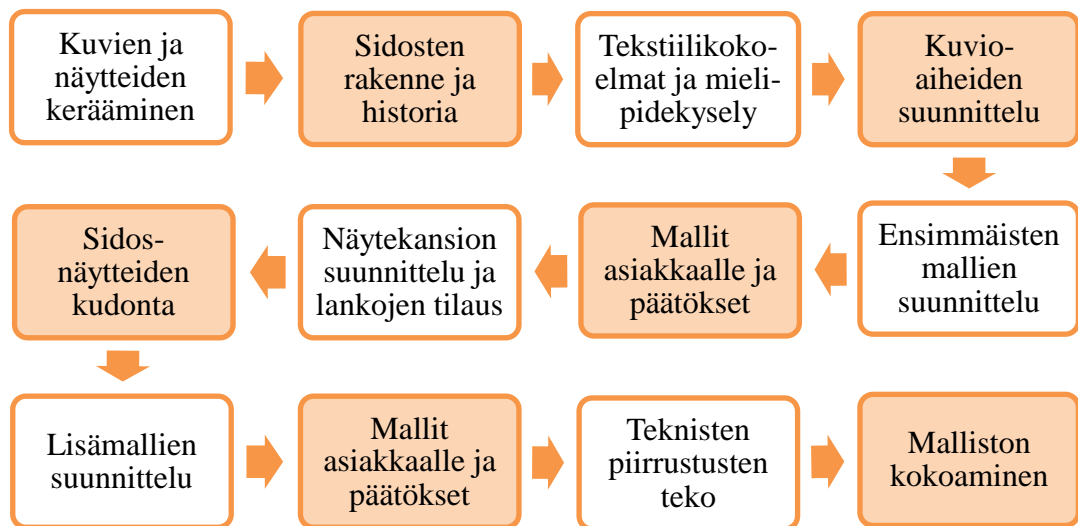 Kuvien ja
näytteiden
kerääminen
Sidosten
rakenne ja
historia
Tekstiiliko­ko-
elmat ja mieli-
pidekysely
Kuvio-
aiheiden
suunnittelu
Ensimmäisten
mallien
suunnittelu
Mallit
asiakkaalle ja
päätökset
Näytekansion
suunnittelu ja
lankojen tilaus
Sidos-
näytteiden
kudonta
Lisämallien
suunnittelu
Mallit
asiakkaalle ja
päätökset
Teknisten
piirrustusten
teko
Malliston
kokoaminen